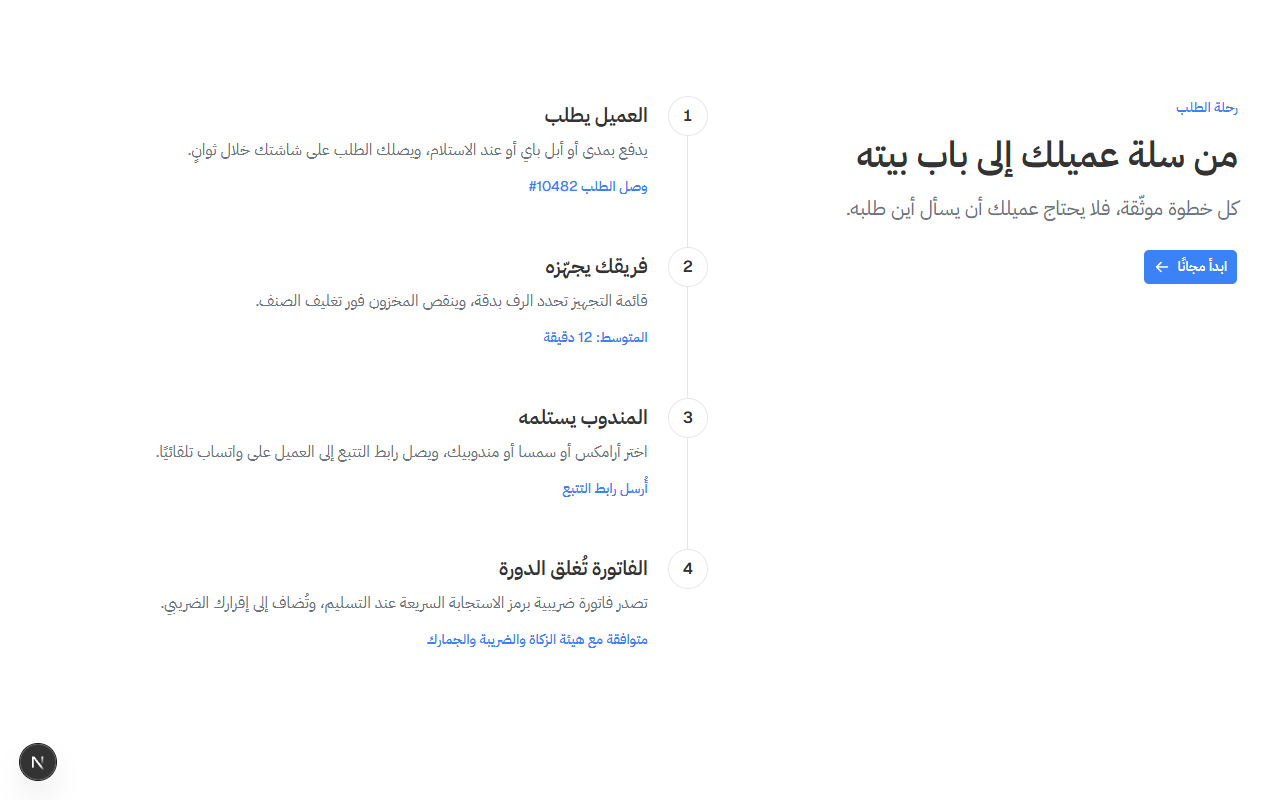 رحلة الطلب
من سلة عميلك إلى باب بيته
كل خطوة موثّقة، فلا يحتاج عميلك أن يسأل أين طلبه.
ابدأ مجانًا ←
1
العميل يطلب
يدفع بمدى أو أبل باي أو عند الاستلام، ويصلك الطلب على شاشتك خلال ثوانٍ.
وصل الطلب 10482#
2
فريقك يجهّزه
قائمة التجهيز تحدد الرف بدقة، وينقص المخزون فور تغليف الصنف.
المتوسط: 12 دقيقة
3
المندوب يستلمه
اختر أرامكس أو سمسا أو مندوبيك، ويصل رابط التتبع إلى العميل على واتساب تلقائيًا.
أُرسل رابط التتبع
4
الفاتورة تُغلق الدورة
تصدر فاتورة ضريبية برمز الاستجابة السريعة عند التسليم، وتُضاف إلى إقرارك الضريبي.
متوافقة مع هيئة الزكاة والضريبة والجمارك
N